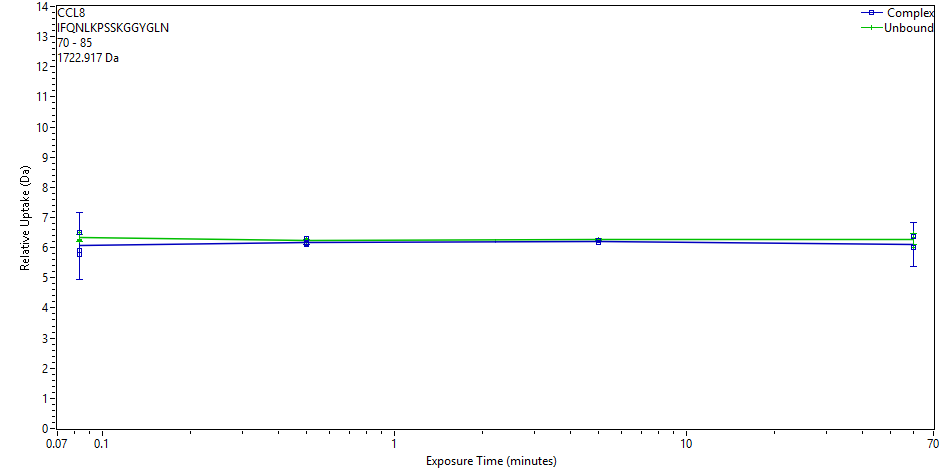 CCL8
IFQNLKPSSKGGYGLN
70 - 85
1722.917 Da
Complex
Unbound
14
13
12
11
10
9
8
7
6
5
4
3
2
1
0
Relative Uptake (Da)
0.07
0.1
1
10
70
Exposure Time (minutes)